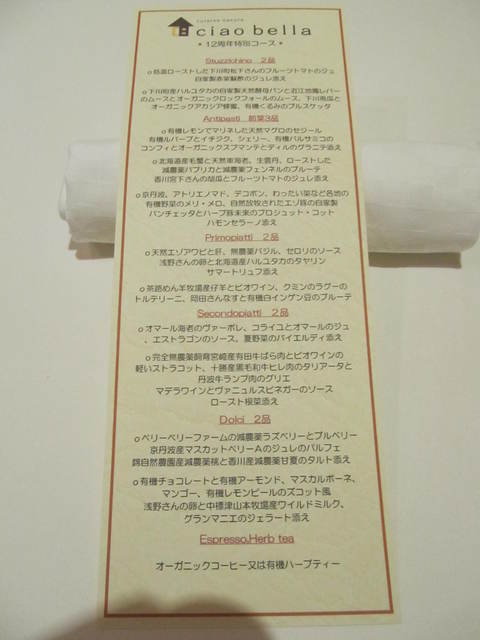 cucseee nature
ciao bella
* 12周年特別コース *
Stuzzichino 2品
o低温ローストした下川町松下さんのフルーツトマトのジュ
自家製赤紫蘇酢のジュレ添え
o下川町産ハルユタカの自家製天然酵母パンと近江地鶏レバー
のムースとオーガニックロックフォールのムース、下川南瓜と
オーガニックアカシア蜂蜜、有機くるみのブルスケッタ
Antipasti 前菜3品
o有機レモンでマリネした天然マグロのセジール
有機ルバーブとイチジク、シェリー、有機バルサミコの
コンフィとオーガニックスプマンテとディルのグラニテ添え
o北海道産毛蟹と天然車海老、生雲丹、ローストした
減農薬パプリカと減農薬フェンネルのブルーテ
香川宮下さんの胡瓜とフルーツトマトのジュレ添え
o京丹波、アトリエノマド、デコポン、わったい菜など各地の
有機野菜のメリ・メロ、自然放牧されたエゾ豚の自家製
パンチェッタとハーブ豚未来のプロシュット・コット
ハモンセラーノ添え
Primopiatti 2品
o天然エゾアワビと肝、無農薬バジル、セロリのソース
浅野さんの卵と北海道産ハルユタカのタヤリン
サマートリュフ添え
o茶路めん羊牧場産仔羊とビオワイン、クミンのラグーの
トルテリーニ、岡田さんなすと有機白インゲン豆のブルーテ
Secondopiatti 2品
oオマール海老のヴァーポレ、コライユとオマールのジュ
、エストラゴンのソース、夏野菜のバイエルディ添え
o完全無農薬飼育宮崎産有田牛ばら肉とビオワインの
軽いストラコット、十勝産黒毛和牛ヒレ肉のタリアータと
丹波牛ランプ肉のグリエ
マデラワインとヴァニュルスビネガーのソース
ロースト根菜添え
Dolci 2品
oベリーベリーファームの減農薬ラズベリーとブルベリー
京丹波産マスカットベリーAのジュレのパルフェ
錦自然農園産減農薬桃と香川産減農薬甘夏のタルト添え
o有機チョコレートと有機アーモンド、マスカルポーネ、
マンゴー、有機レモンピールのズコット風
浅野さんの卵と中標津山本牧場産ワイルドミルク、
グランマニエのジェラート添え
Espresso.Herb tea
オーガニックコーヒー又は有機ハーブティー